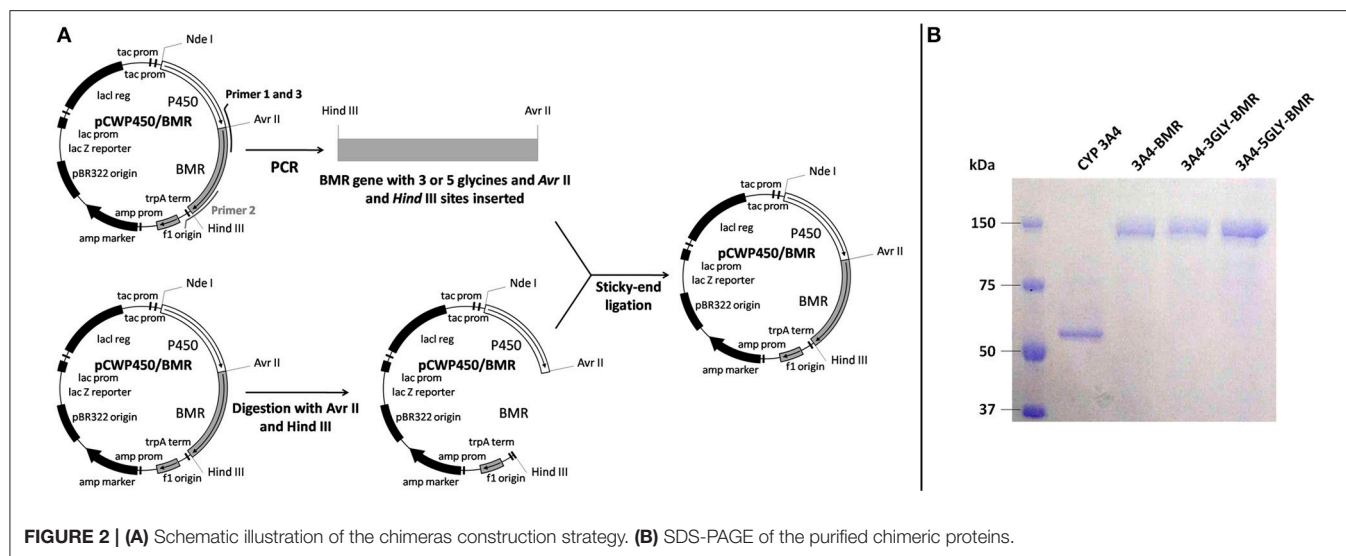 A
Nde I
tac prom
tac prom
lacI reg
P450
Primer 1 and 3
pCWP450/BMR
Avr II
lac prom
lac Z reporter
BMR
pBR322 origin
trpA term
Primer 2
amp prom
Hind III
amp marker
f1 origin
PCR
Hind III
Avr II
BMR gene with 3 or 5 glycines and Avr II
and Hind III sites inserted
Nde I
tac prom
tac prom
lacI reg
P450
pCWP450/BMR
Avr II
lac prom
lac Z reporter
BMR
pBR322 origin
trpA term
amp prom
Hind III
amp marker
f1 origin
Digestion with Avr II
and Hind III
Nde I
tac prom
tac prom
lacI reg
P450
pCWP450/BMR
Avr II
lac prom
lac Z reporter
BMR
pBR322 origin
trpA term
amp prom
Hind III
amp marker
f1 origin
Sticky-end
ligation
Nde I
tac prom
tac prom
lacI reg
P450
pCWP450/BMR
Avr II
lac prom
lac Z reporter
BMR
pBR322 origin
trpA term
amp prom
Hind III
amp marker
f1 origin
B
kDa
CYP 3A4
3A4-BMR
3A4-3GLY-BMR
3A4-5GLY-BMR
150
75
50
37
FIGURE 2 | (A) Schematic illustration of the chimeras construction strategy. (B) SDS-PAGE of the purified chimeric proteins.